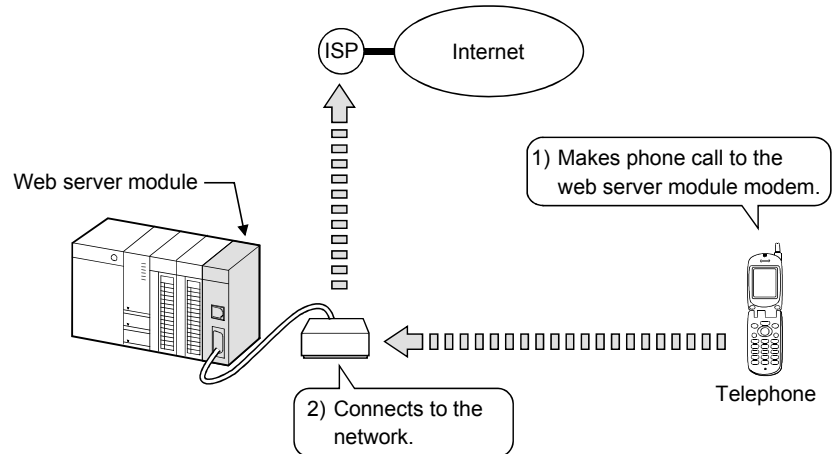 ISP
Internet
1) Makes phone call to the
web server module modem.
Web server module
Telephone
2) Connects to the
network.